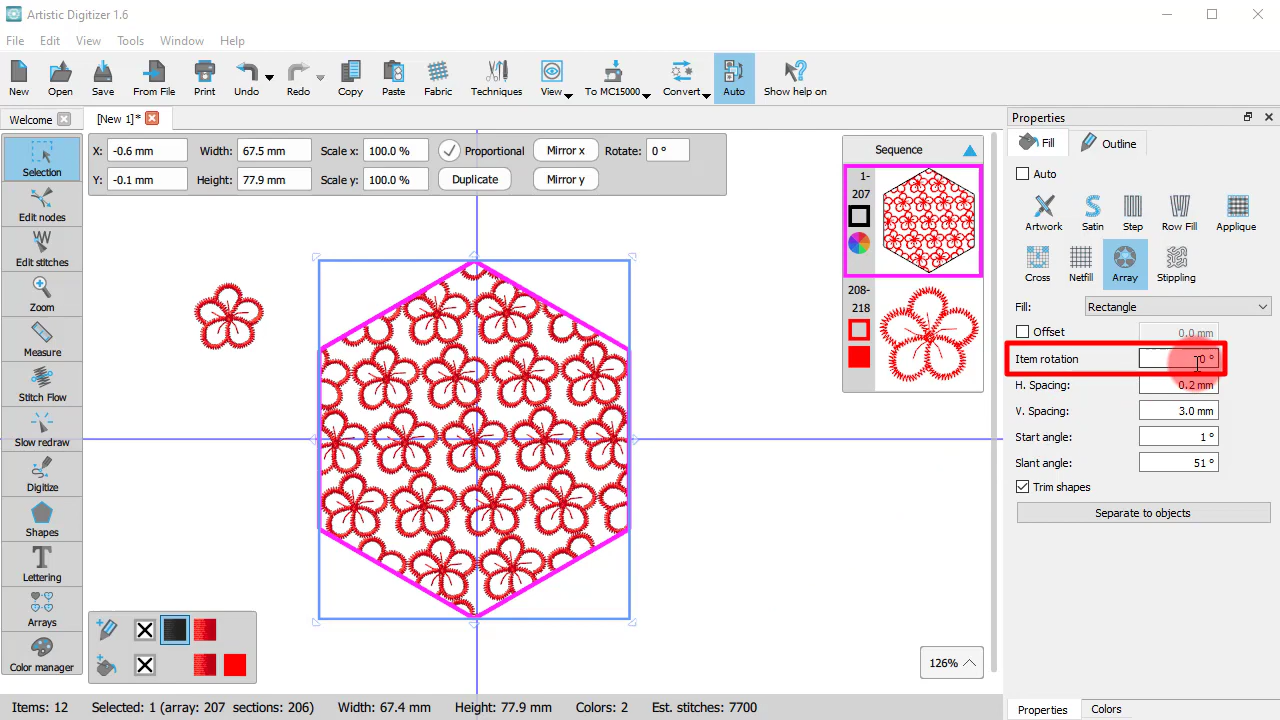 Artistic Digitizer 1.6
File Edit View Tools Window Help
New Open Save From File Print Undo Redo Copy Paste Fabric Techniques View To MC15000 Convert Auto Show help on
Welcome [New 1]*
X: -0.6 mm Width: 67.5 mm Scale x: 100.0 % Proportional Mirror x Rotate: 0 °
Y: -0.1 mm Height: 77.9 mm Scale y: 100.0 % Duplicate Mirror y
Selection
Edit nodes
Edit stitches
Zoom
Measure
Stitch Flow
Slow redraw
Digitize
Shapes
Lettering
Arrays
Color manager
Sequence
1-
207
208-
218
126%
Properties
Fill Outline
Auto
Artwork Satin Step Row Fill Applique
Cross Netfill Array Stippling
Fill: Rectangle
Offset 0.0 mm
Item rotation 0 °
H. Spacing: 0.2 mm
V. Spacing: 3.0 mm
Start angle: 1 °
Slant angle: 51 °
Trim shapes
Separate to objects
Properties Colors
Items: 12 Selected: 1 (array: 207 sections: 206) Width: 67.4 mm Height: 77.9 mm Colors: 2 Est. stitches: 7700